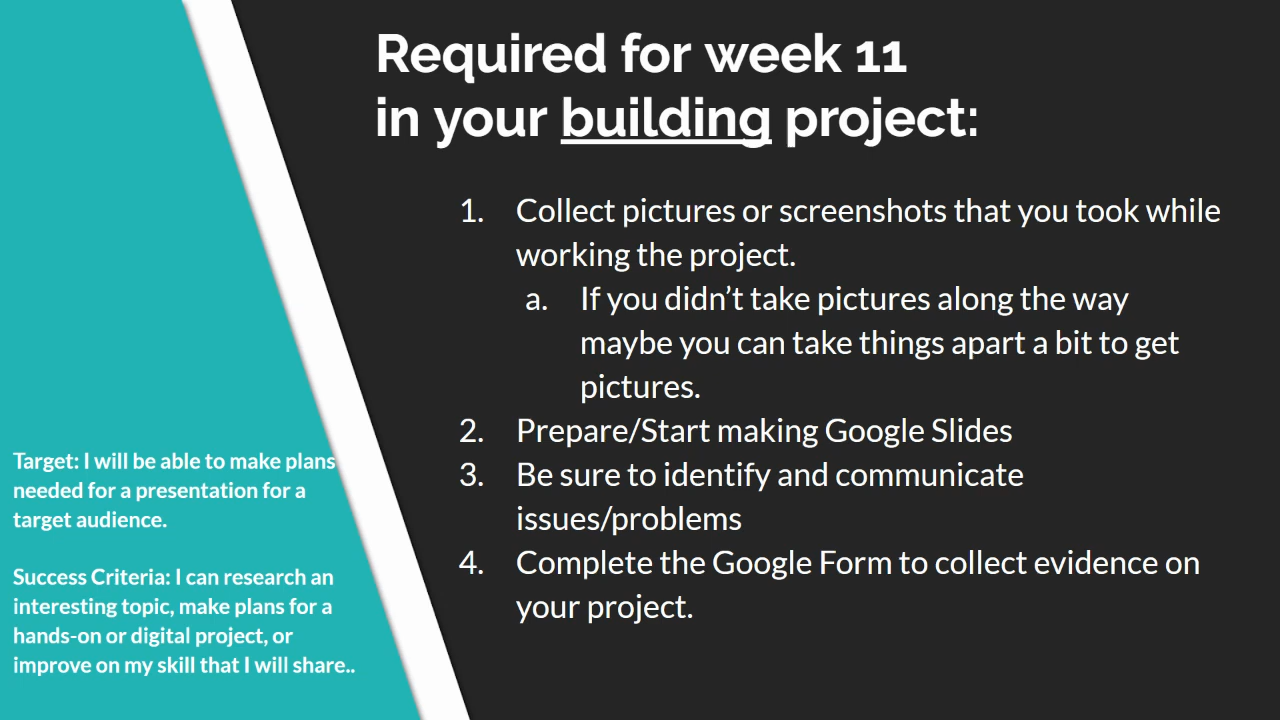 Required for week 11
in your building project:
1. Collect pictures or screenshots that you took while
working the project.
a. If you didn’t take pictures along the way
maybe you can take things apart a bit to get
pictures.
2. Prepare/Start making Google Slides
3. Be sure to identify and communicate
issues/problems
4. Complete the Google Form to collect evidence on
your project.
Target: I will be able to make plans
needed for a presentation for a
target audience.
Success Criteria: I can research an
interesting topic, make plans for a
hands-on or digital project, or
improve on my skill that I will share..